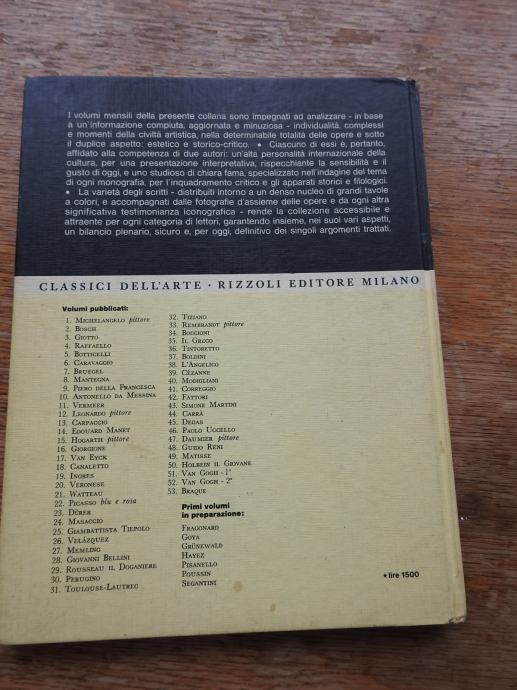 I volumi mensili della presente collana sono impegnati ad analizzare - in base
a un'informazione compiuta, aggiornata e minuziosa - individualità, complessi
e momenti della civiltà artistica, nella determinabile totalità delle opere e sotto
il duplice aspetto: estetico e storico-critico. • Ciascuno di essi è, pertanto,
affidato alla competenza di due autori: un'alta personalità internazionale della
cultura, per una presentazione interpretativa, rispecchiante la sensibilità e il
gusto di oggi, e uno studioso di chiara fama, specializzato nell'indagine del tema
di ogni monografia, per l'inquadramento critico e gli apparati storici e filologici.
• La varietà degli scritti - distribuiti intorno a un denso nucleo di grandi tavole
a colori, e accompagnati dalle fotografie d'assieme delle opere e da ogni altra
significativa testimonianza iconografica - rende la collezione accessibile e
attraente per ogni categoria di lettori, garantendo insieme, nei suoi vari aspetti,
un bilancio plenario, sicuro e, per oggi, definitivo dei singoli argomenti trattati.
CLASSICI DELL'ARTE · RIZZOLI EDITORE MILANO
Volumi pubblicati:
1. MICHELANGELO pittore
2. BOSCH
3. GIOTTO
4. RAFFAELLO
5. BOTTICELLI
6. CARAVAGGIO
7. BRUEGEL
8. MANTEGNA
9. PIERO DELLA FRANCESCA
10. ANTONELLO DA MESSINA
11. VERMEER
12. LEONARDO pittore
13. CARPACCIO
14. EDOUARD MANET
15. HOGARTH pittore
16. GIORGIONE
17. VAN EYCK
18. CANALETTO
19. INGRES
20. VERONESE
21. WATTEAU
22. PICASSO blu e rosa
23. DÜRER
24. MASACCIO
25. GIAMBATTISTA TIEPOLO
26. VELÁZQUEZ
27. MEMLING
28. GIOVANNI BELLINI
29. ROUSSEAU IL DOGANIERE
30. PERUGINO
31. TOULOUSE-LAUTREC
32. TIZIANO
33. REMBRANDT pittore
34. BOCCIONI
35. IL GRECO
36. TINTORETTO
37. BOLDINI
38. L'ANGELICO
39. CÉZANNE
40. MODIGLIANI
41. CORREGGIO
42. FATTORI
43. SIMONE MARTINI
44. CARRÀ
45. DEGAS
46. PAOLO UCCELLO
47. DAUMIER pittore
48. GUIDO RENI
49. MATISSE
50. HOLBEIN IL GIOVANE
51. VAN GOGH - 1°
52. VAN GOGH - 2°
53. BRAQUE
Primi volumi
in preparazione:
FRAGONARD
GOYA
GRÜNEWALD
HAYEZ
PISANELLO
POUSSIN
SEGANTINI
★ lire 1500